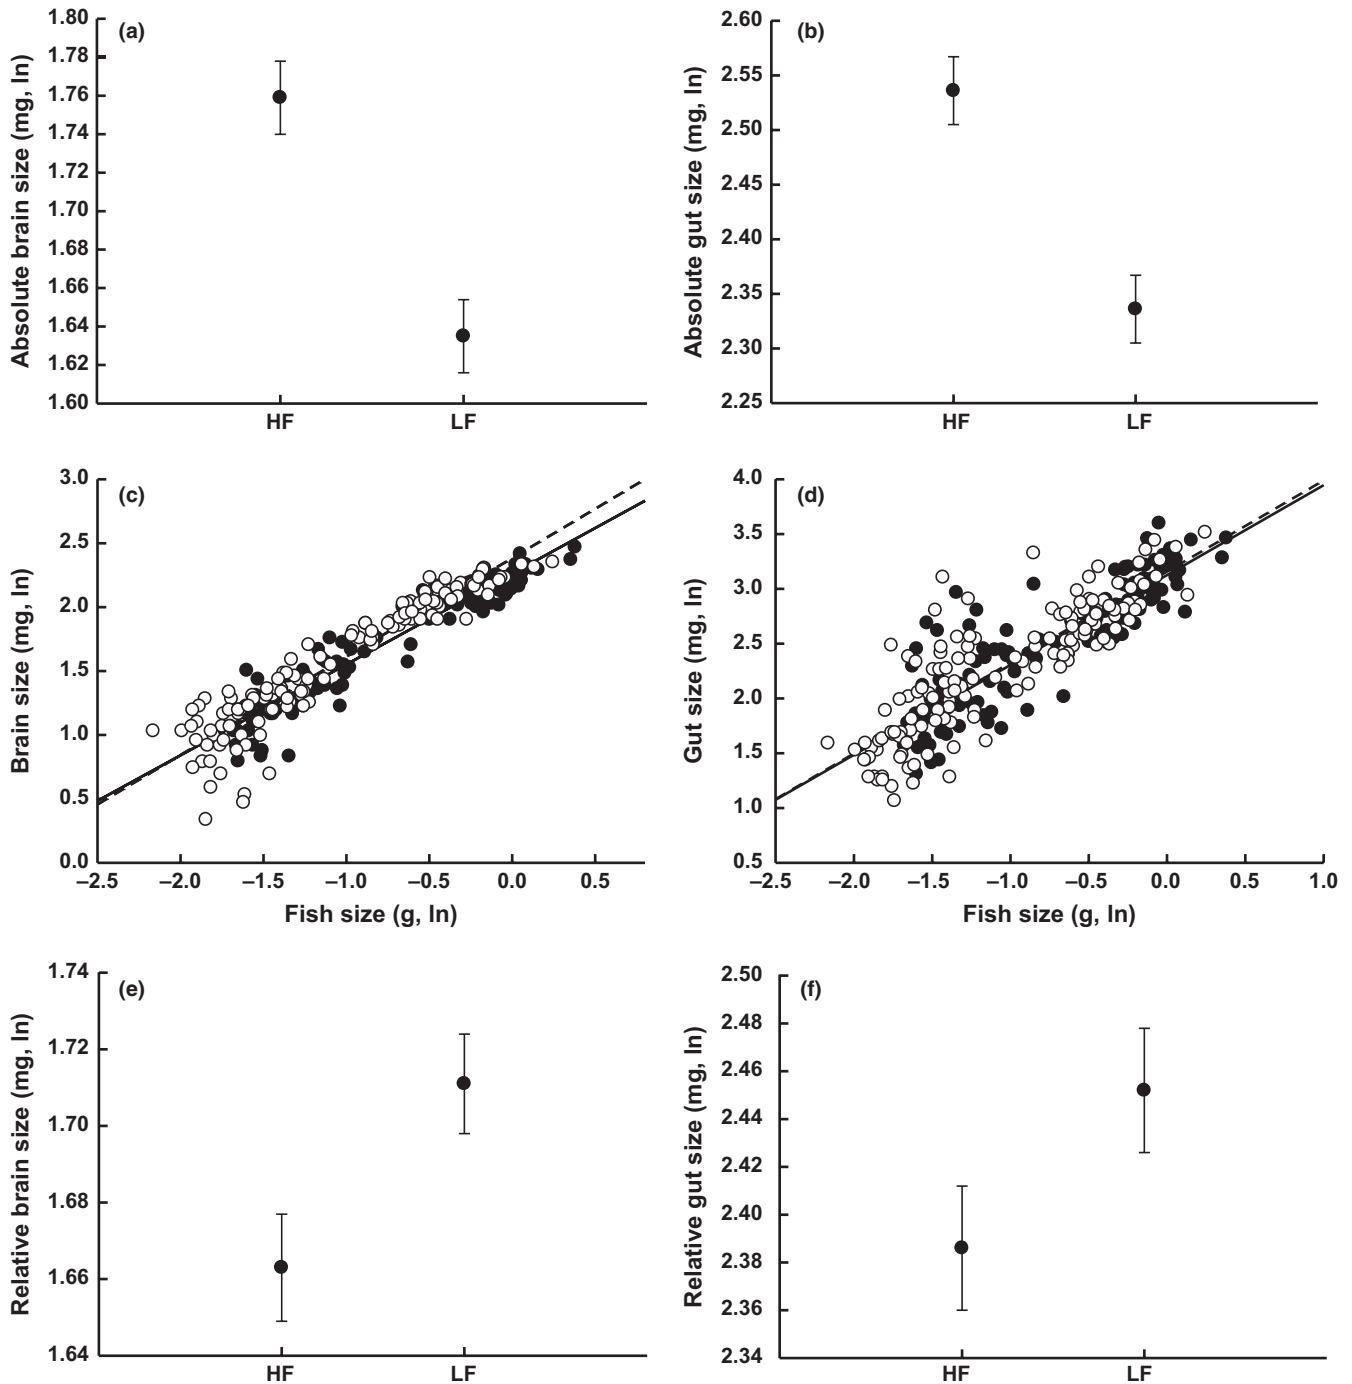 (a)
Absolute brain size (mg, ln)
1.80
1.78
1.76
1.74
1.72
1.70
1.68
1.66
1.64
1.62
1.60
HF LF
(b)
Absolute gut size (mg, ln)
2.60
2.55
2.50
2.45
2.40
2.35
2.30
2.25
HF LF
(c)
Brain size (mg, ln)
3.0
2.5
2.0
1.5
1.0
0.5
0.0
–2.5 –2.0 –1.5 –1.0 –0.5 0.0 0.5
Fish size (g, ln)
(d)
Gut size (mg, ln)
4.0
3.5
3.0
2.5
2.0
1.5
1.0
0.5
–2.5 –2.0 –1.5 –1.0 –0.5 0.0 0.5 1.0
Fish size (g, ln)
(e)
Relative brain size (mg, ln)
1.74
1.72
1.70
1.68
1.66
1.64
HF LF
(f)
Relative gut size (mg, ln)
2.50
2.48
2.46
2.44
2.42
2.40
2.38
2.36
2.34
HF LF